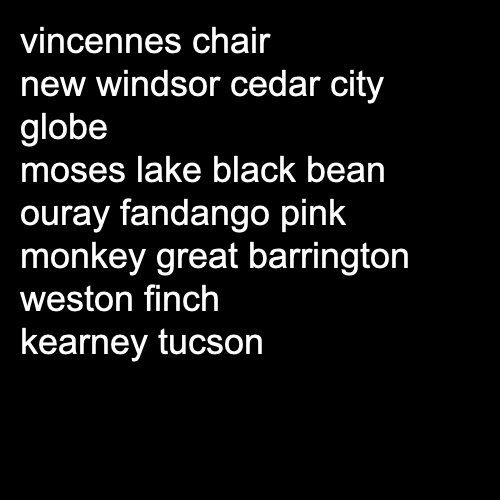 vincennes chair
new windsor cedar city
globe
moses lake black bean
ouray fandango pink
monkey great barrington
weston finch
kearney tucson